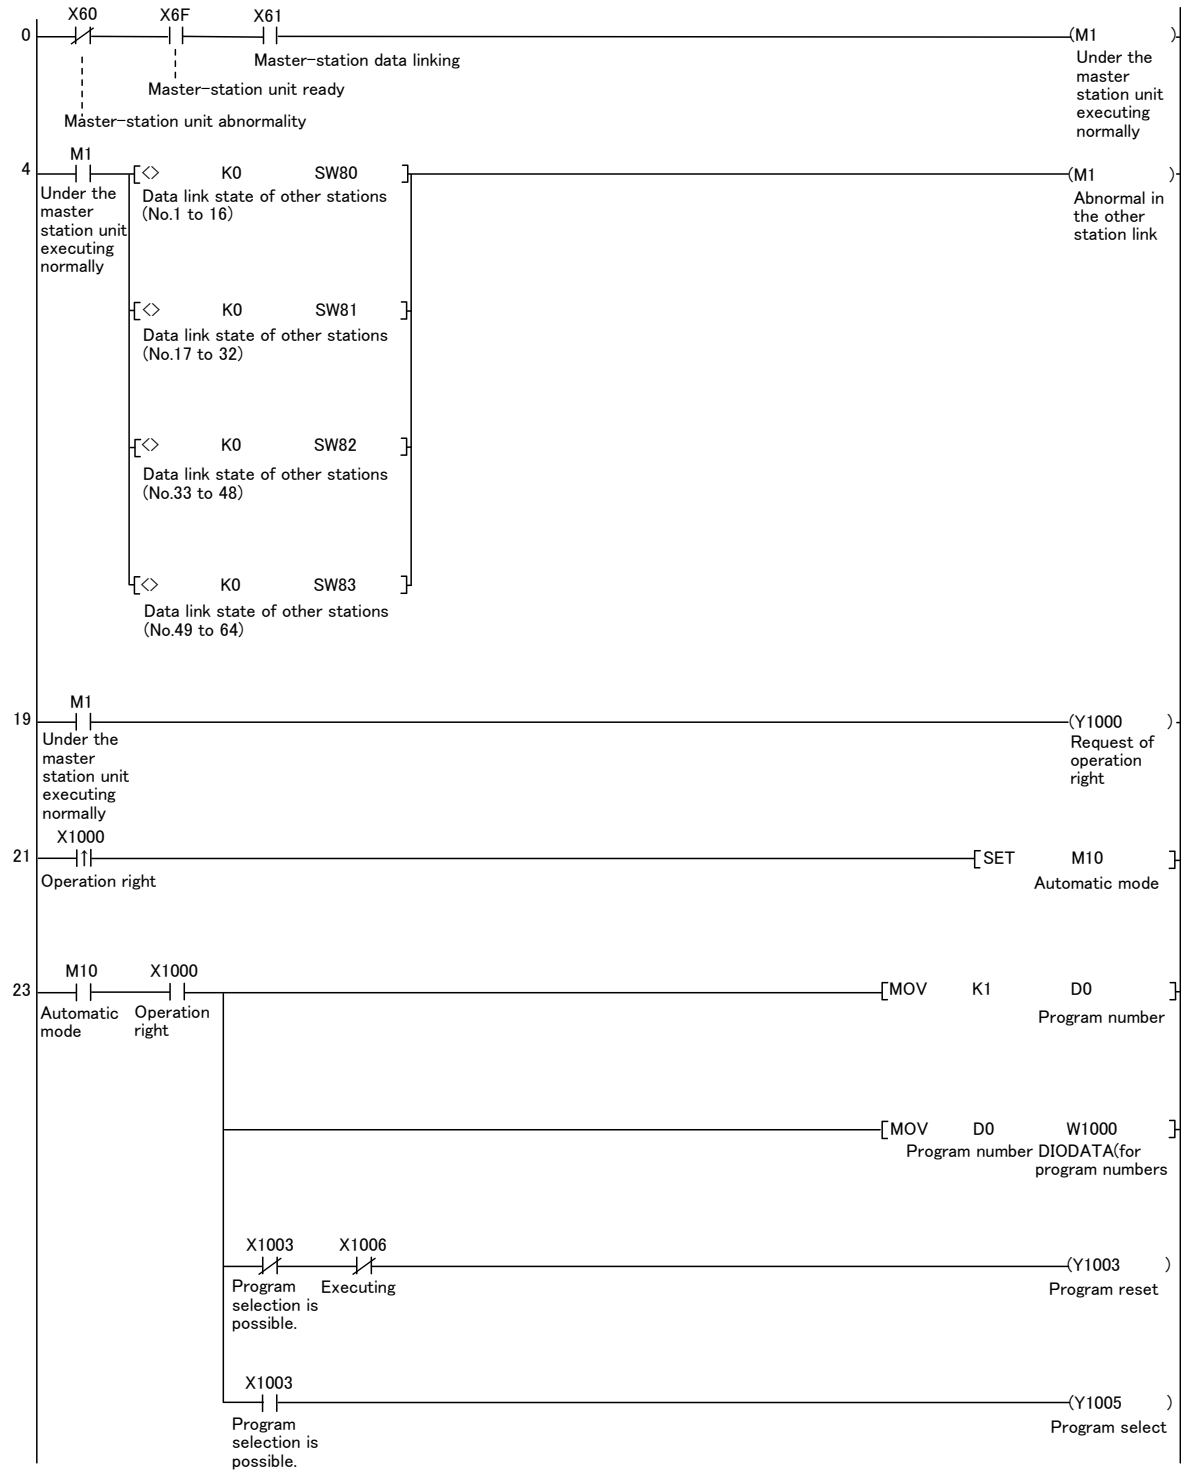 X60 X6F X61
0 (M1 )
Master-station data linking
Master-station unit ready
Master-station unit abnormality
Under the
master
station unit
executing
normally
M1
4 [<> K0 SW80 ] (M1 )
Under the
master
station unit
executing
normally
Data link state of other stations
(No.1 to 16)
Abnormal in
the other
station link
[<> K0 SW81 ]
Data link state of other stations
(No.17 to 32)
[<> K0 SW82 ]
Data link state of other stations
(No.33 to 48)
[<> K0 SW83 ]
Data link state of other stations
(No.49 to 64)
M1
19 (Y1000 )
Under the
master
station unit
executing
normally
Request of
operation
right
X1000
21 [SET M10 ]
Operation right
Automatic mode
M10 X1000
23 [MOV K1 D0 ]
Automatic
mode
Operation
right
Program number
[MOV D0 W1000 ]
Program number DIODATA(for
program numbers
X1003 X1006
(Y1003 )
Program
selection is
possible.
Executing
Program reset
X1003
(Y1005 )
Program
selection is
possible.
Program select